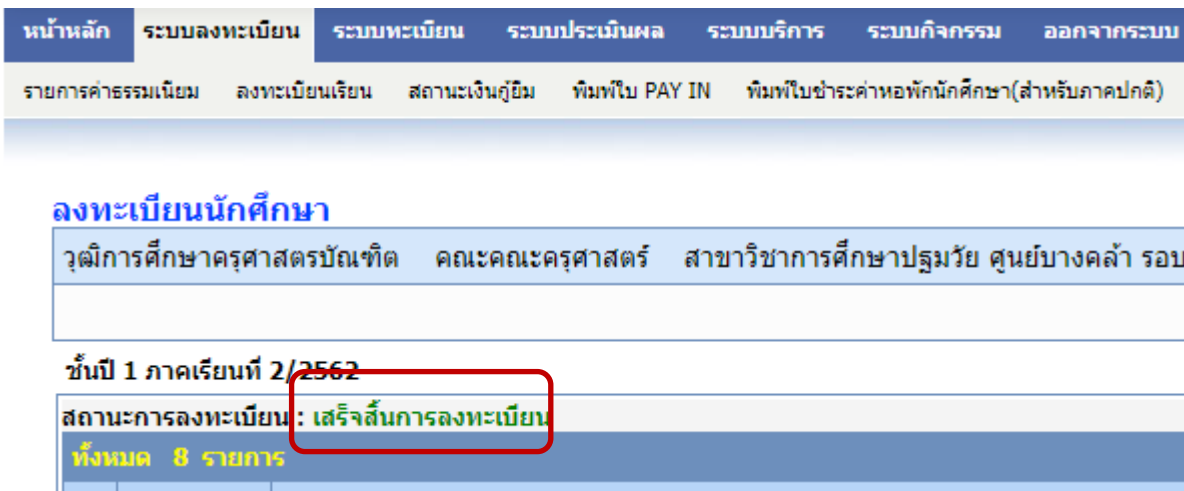 หน้าหลัก ระบบลงทะเบียน ระบบทะเบียน ระบบประเมินผล ระบบบริการ ระบบกิจกรรม ออกจากระบบ
รายการค่าธรรมเนียม ลงทะเบียนเรียน สถานะเงินกู้ยืม พิมพ์ใบ PAY IN พิมพ์ใบชำระค่าหอพักนักศึกษา(สำหรับภาคปกติ)
ลงทะเบียนนักศึกษา
วุฒิการศึกษาครุศาสตรบัณฑิต คณะคณะครุศาสตร์ สาขาวิชาการศึกษาปฐมวัย ศูนย์บางคล้า รอบ
ชั้นปี 1 ภาคเรียนที่ 2/2562
สถานะการลงทะเบียน : เสร็จสิ้นการลงทะเบียน
ทั้งหมด 8 รายการ